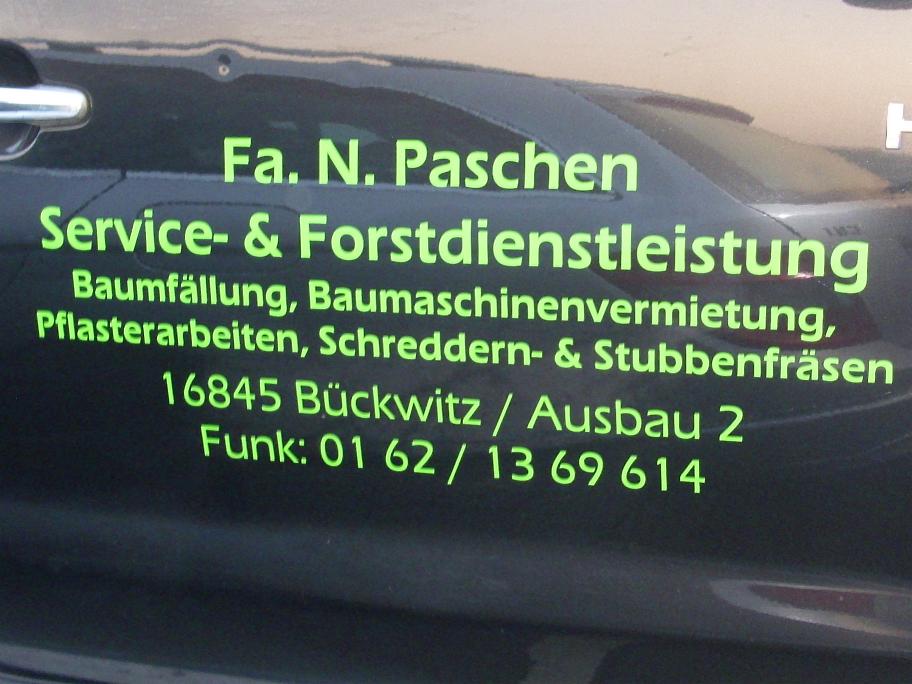 Fa. N. Paschen
Service- & Forstdienstleistung
Baumfällung, Baumaschinenvermietung,
Pflasterarbeiten, Schreddern- & Stubbenfräsen
16845 Bückwitz / Ausbau 2
Funk: 01 62 / 13 69 614